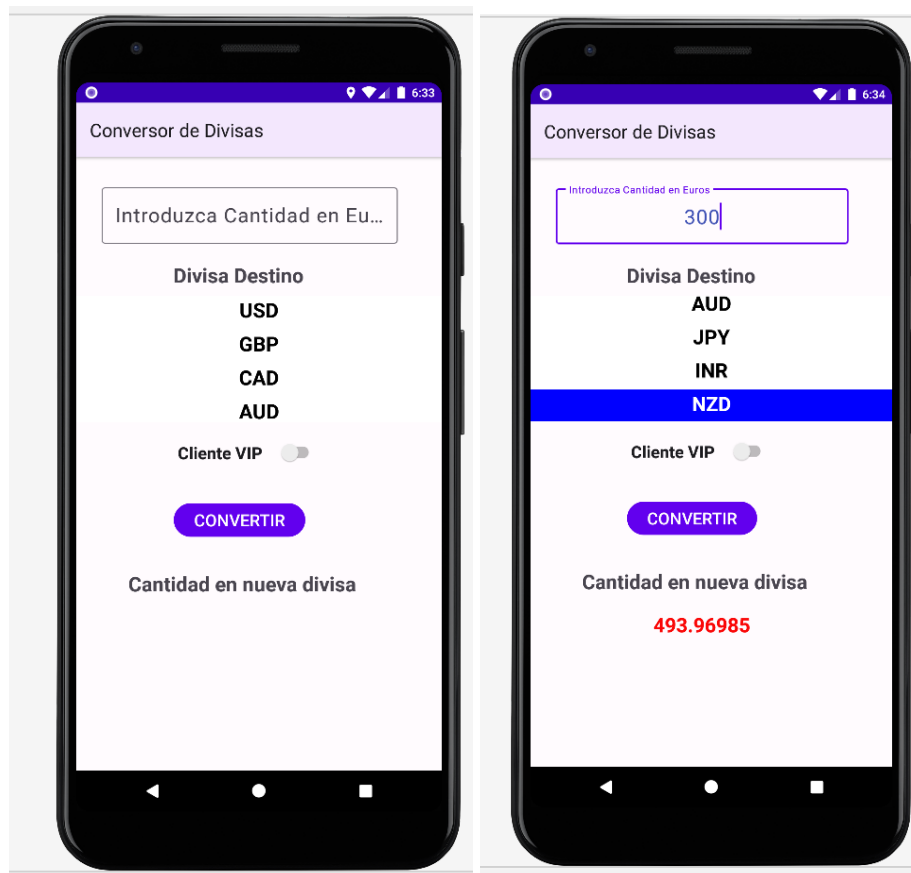 6:33
Conversor de Divisas
Introduzca Cantidad en Eu...
Divisa Destino
USD
GBP
CAD
AUD
Cliente VIP
CONVERTIR
Cantidad en nueva divisa
6:34
Conversor de Divisas
Introduzca Cantidad en Euros
300
Divisa Destino
AUD
JPY
INR
NZD
Cliente VIP
CONVERTIR
Cantidad en nueva divisa
493.96985